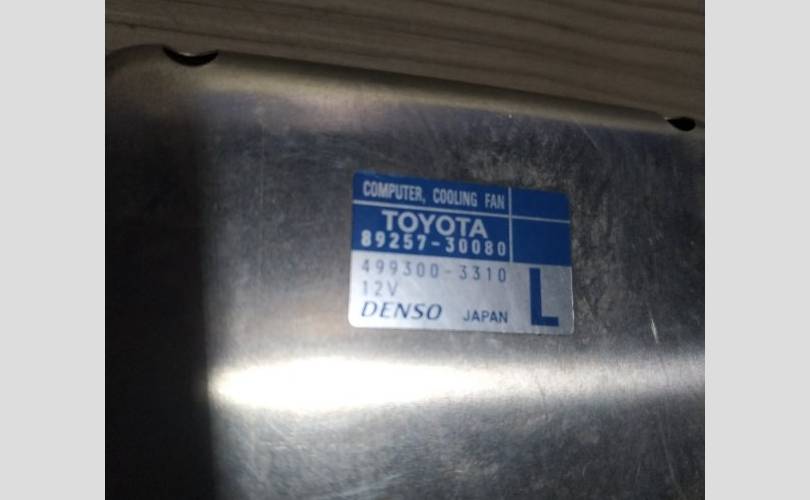 COMPUTER, COOLING FAN
TOYOTA
89257-30080
499300-3310
12V
DENSO JAPAN
L